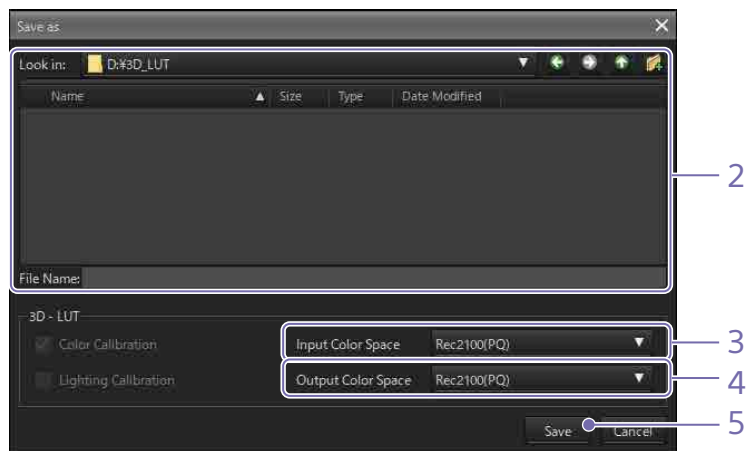 Save as
Look in: D:¥3D_LUT
Name Size Type Date Modified
2
File Name:
3D - LUT
Color Calibration Input Color Space Rec2100(PQ)
3
Lighting Calibration Output Color Space Rec2100(PQ)
4
Save Cancel
5